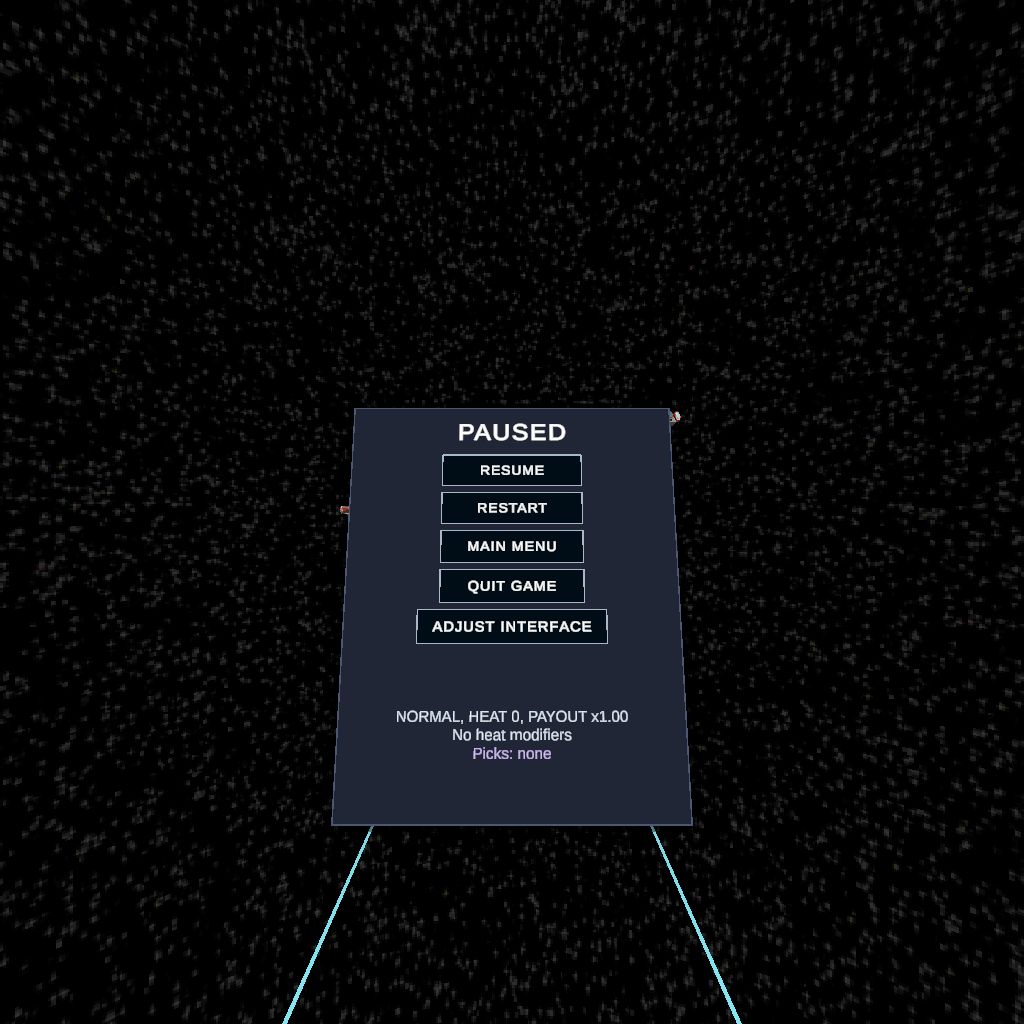 PAUSED
RESUME
RESTART
MAIN MENU
QUIT GAME
ADJUST INTERFACE
NORMAL, HEAT 0, PAYOUT x1.00
No heat modifiers
Picks: none